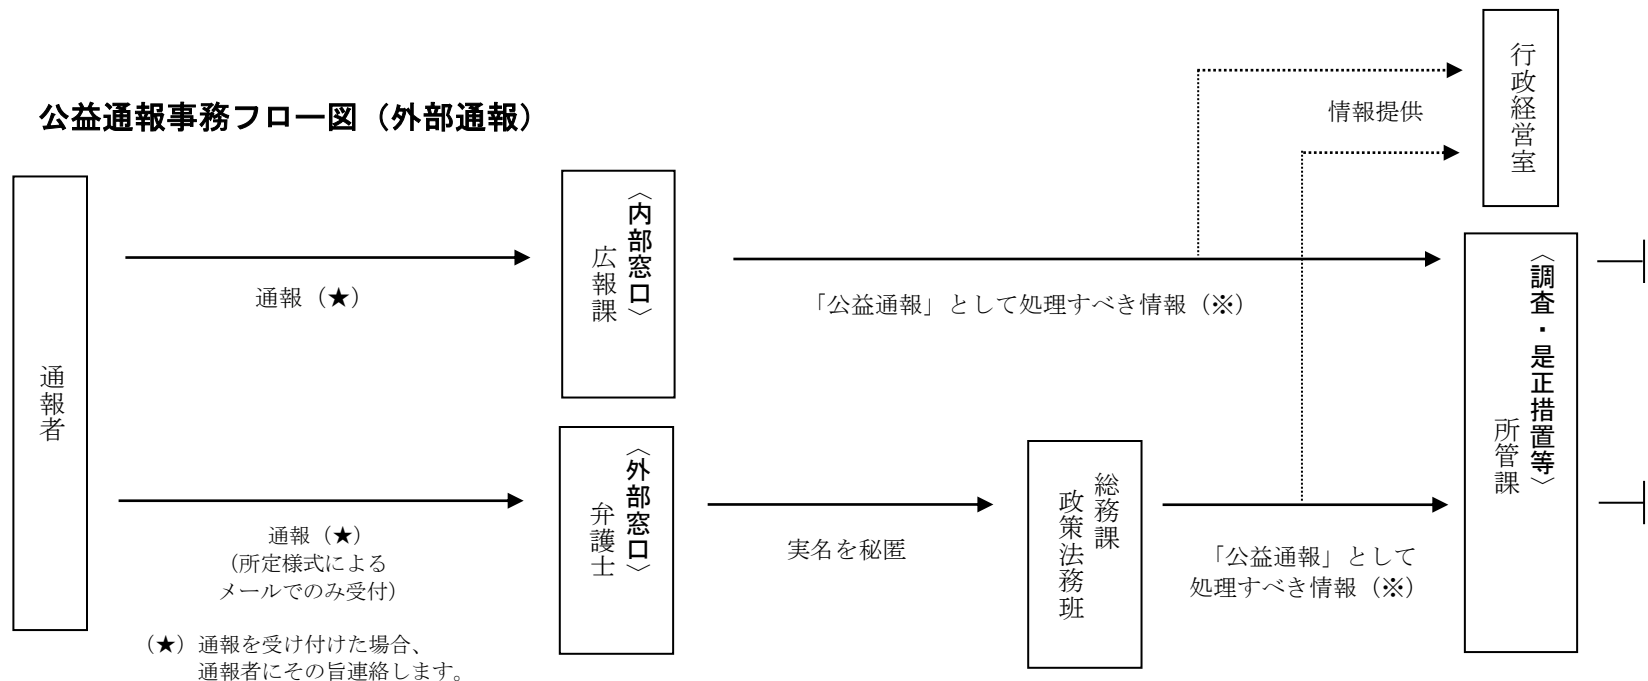 公益通報事務フロー図（外部通報）
行政経営室
情報提供
通報者
通報（★）
〈内部窓口〉
広報課
「公益通報」として処理すべき情報（※）
〈調査・是正措置等〉
所管課
通報（★）
（所定様式による
メールでのみ受付）
〈外部窓口〉
弁護士
実名を秘匿
総務課
政策法務班
「公益通報」として
処理すべき情報（※）
（★）通報を受け付けた場合、
通報者にその旨連絡します。